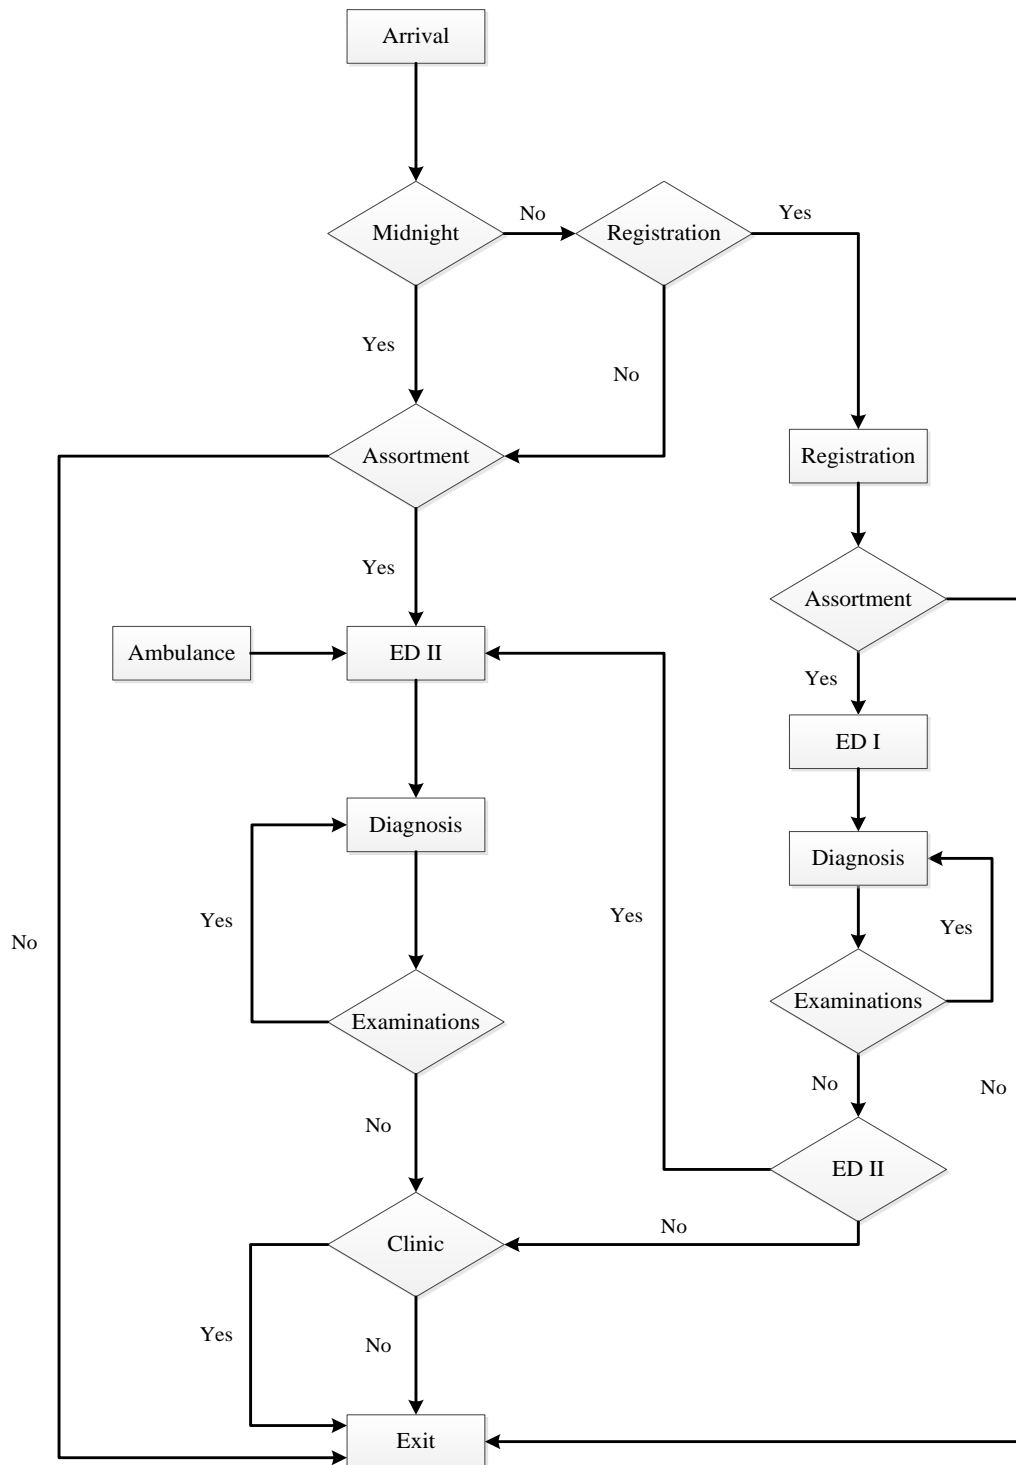 Arrival
Midnight
No
Registration
Yes
Yes
No
Assortment
Registration
Yes
Assortment
Ambulance
ED II
Yes
ED I
Diagnosis
Diagnosis
Yes
Yes
Yes
No
Examinations
Examinations
No
No
No
ED II
No
Clinic
Yes
No
Exit